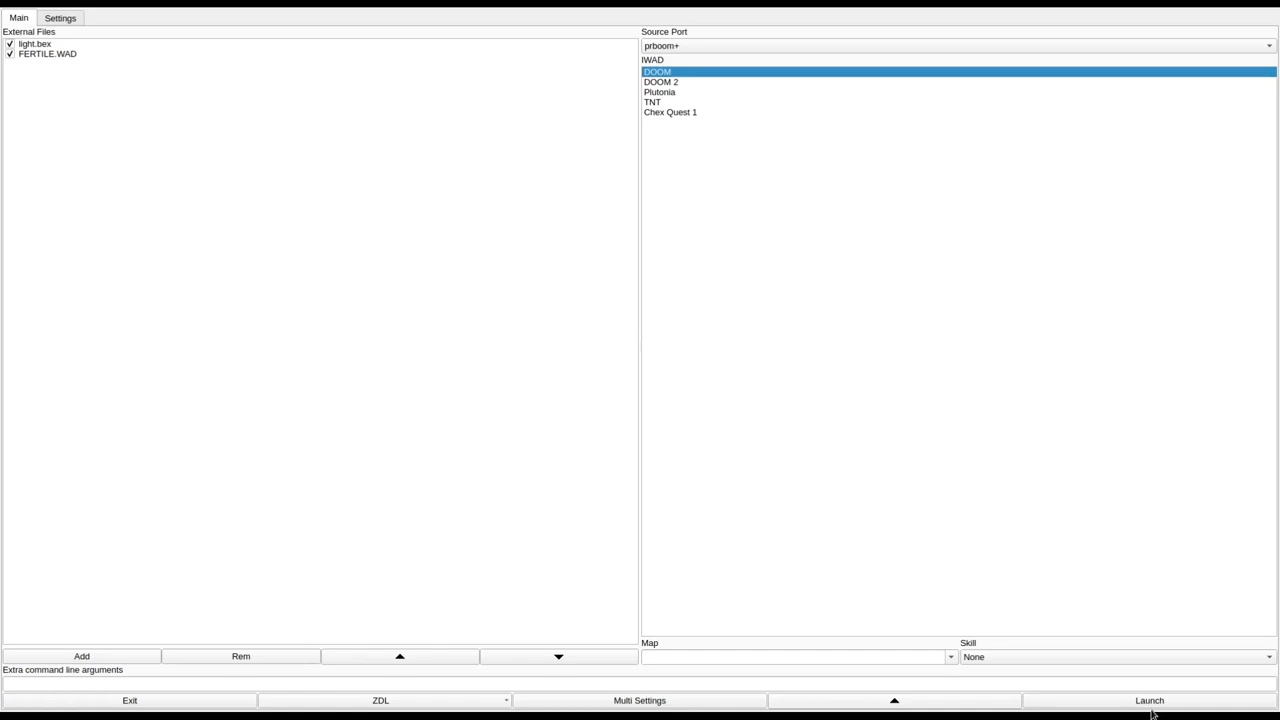 Main
Settings
External Files
light.bex
FERTILE.WAD
Source Port
prboom+
IWAD
DOOM
DOOM 2
Plutonia
TNT
Chex Quest 1
Map
Skill
None
Add
Rem
Extra command line arguments
Exit
ZDL
Multi Settings
Launch